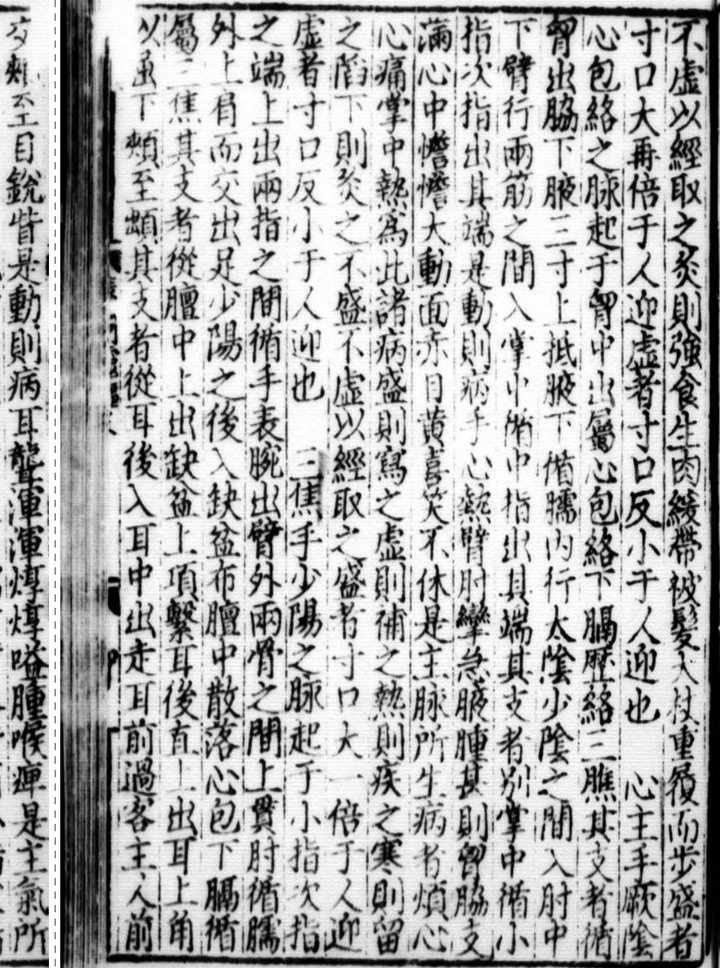 不虛以經取之灸則強食生肉緩帶被髮大杖重履而步盛者
寸口大再倍于人迎虛者寸口反小于人迎也　心主手厥陰
心包絡之脉起于胷中出屬心包絡下膈歷絡三膲其支者循
胷出脇下腋三寸上抵腋下循臑內行太陰少陰之間入肘中
下臂行兩筋之間入掌中循中指出其端其支者別掌中循小
指次指出其端是動則病手心熱臂肘攣急腋腫甚則胷脇支
滿心中憺憺大動面赤目黃喜笑不休是主脉所生病者煩心
心痛掌中熱為此諸病盛則寫之虛則補之熱則疾之寒則留
之陷下則灸之不盛不虛以經取之盛者寸口大一倍于人迎
虛者寸口反小于人迎也　三焦手少陽之脉起于小指次指
之端上出兩指之間循手表腕出臂外兩骨之間上貫肘循臑
外上肩而交出足少陽之後入缺盆布膻中散落心包下膈循
屬三焦其支者從膻中上出缺盆上項繫耳後直上出耳上角
以屈下頰至䪼其支者從耳後入耳中出走耳前過客主人前
交頰至目銳眥是動則病耳聾渾渾焞焞嗌腫喉痺是主氣所